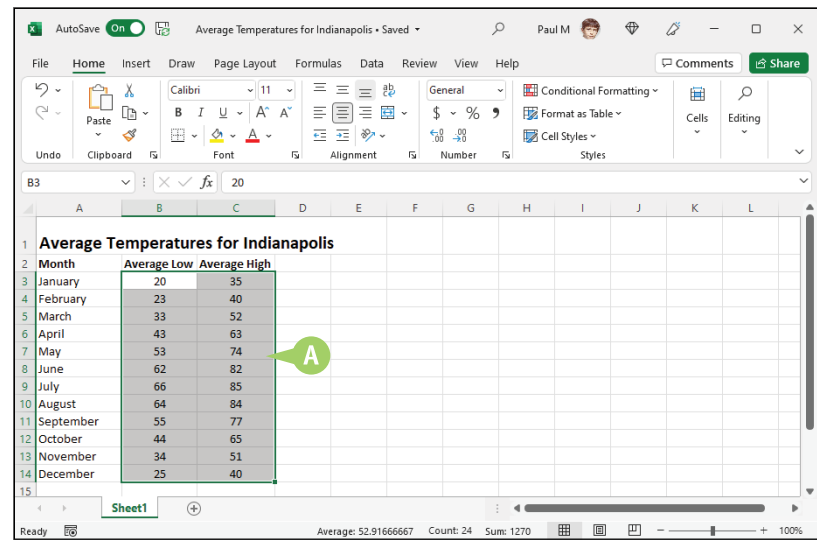 AutoSave On Average Temperatures for Indianapolis • Saved Paul M
File Home Insert Draw Page Layout Formulas Data Review View Help Comments Share
Calibri 11 General Conditional Formatting
Paste B I U A A A $ % 9 Format as Table Cells Editing
Cell Styles
Undo Clipboard Font Alignment Number Styles
B3 fx 20
A B C D E F G H I J K L
1 Average Temperatures for Indianapolis
2 Month Average Low Average High
3 January 20 35
4 February 23 40
5 March 33 52
6 April 43 63
7 May 53 74 A
8 June 62 82
9 July 66 85
10 August 64 84
11 September 55 77
12 October 44 65
13 November 34 51
14 December 25 40
15
Sheet1
Ready Average: 52.91666667 Count: 24 Sum: 1270 100%